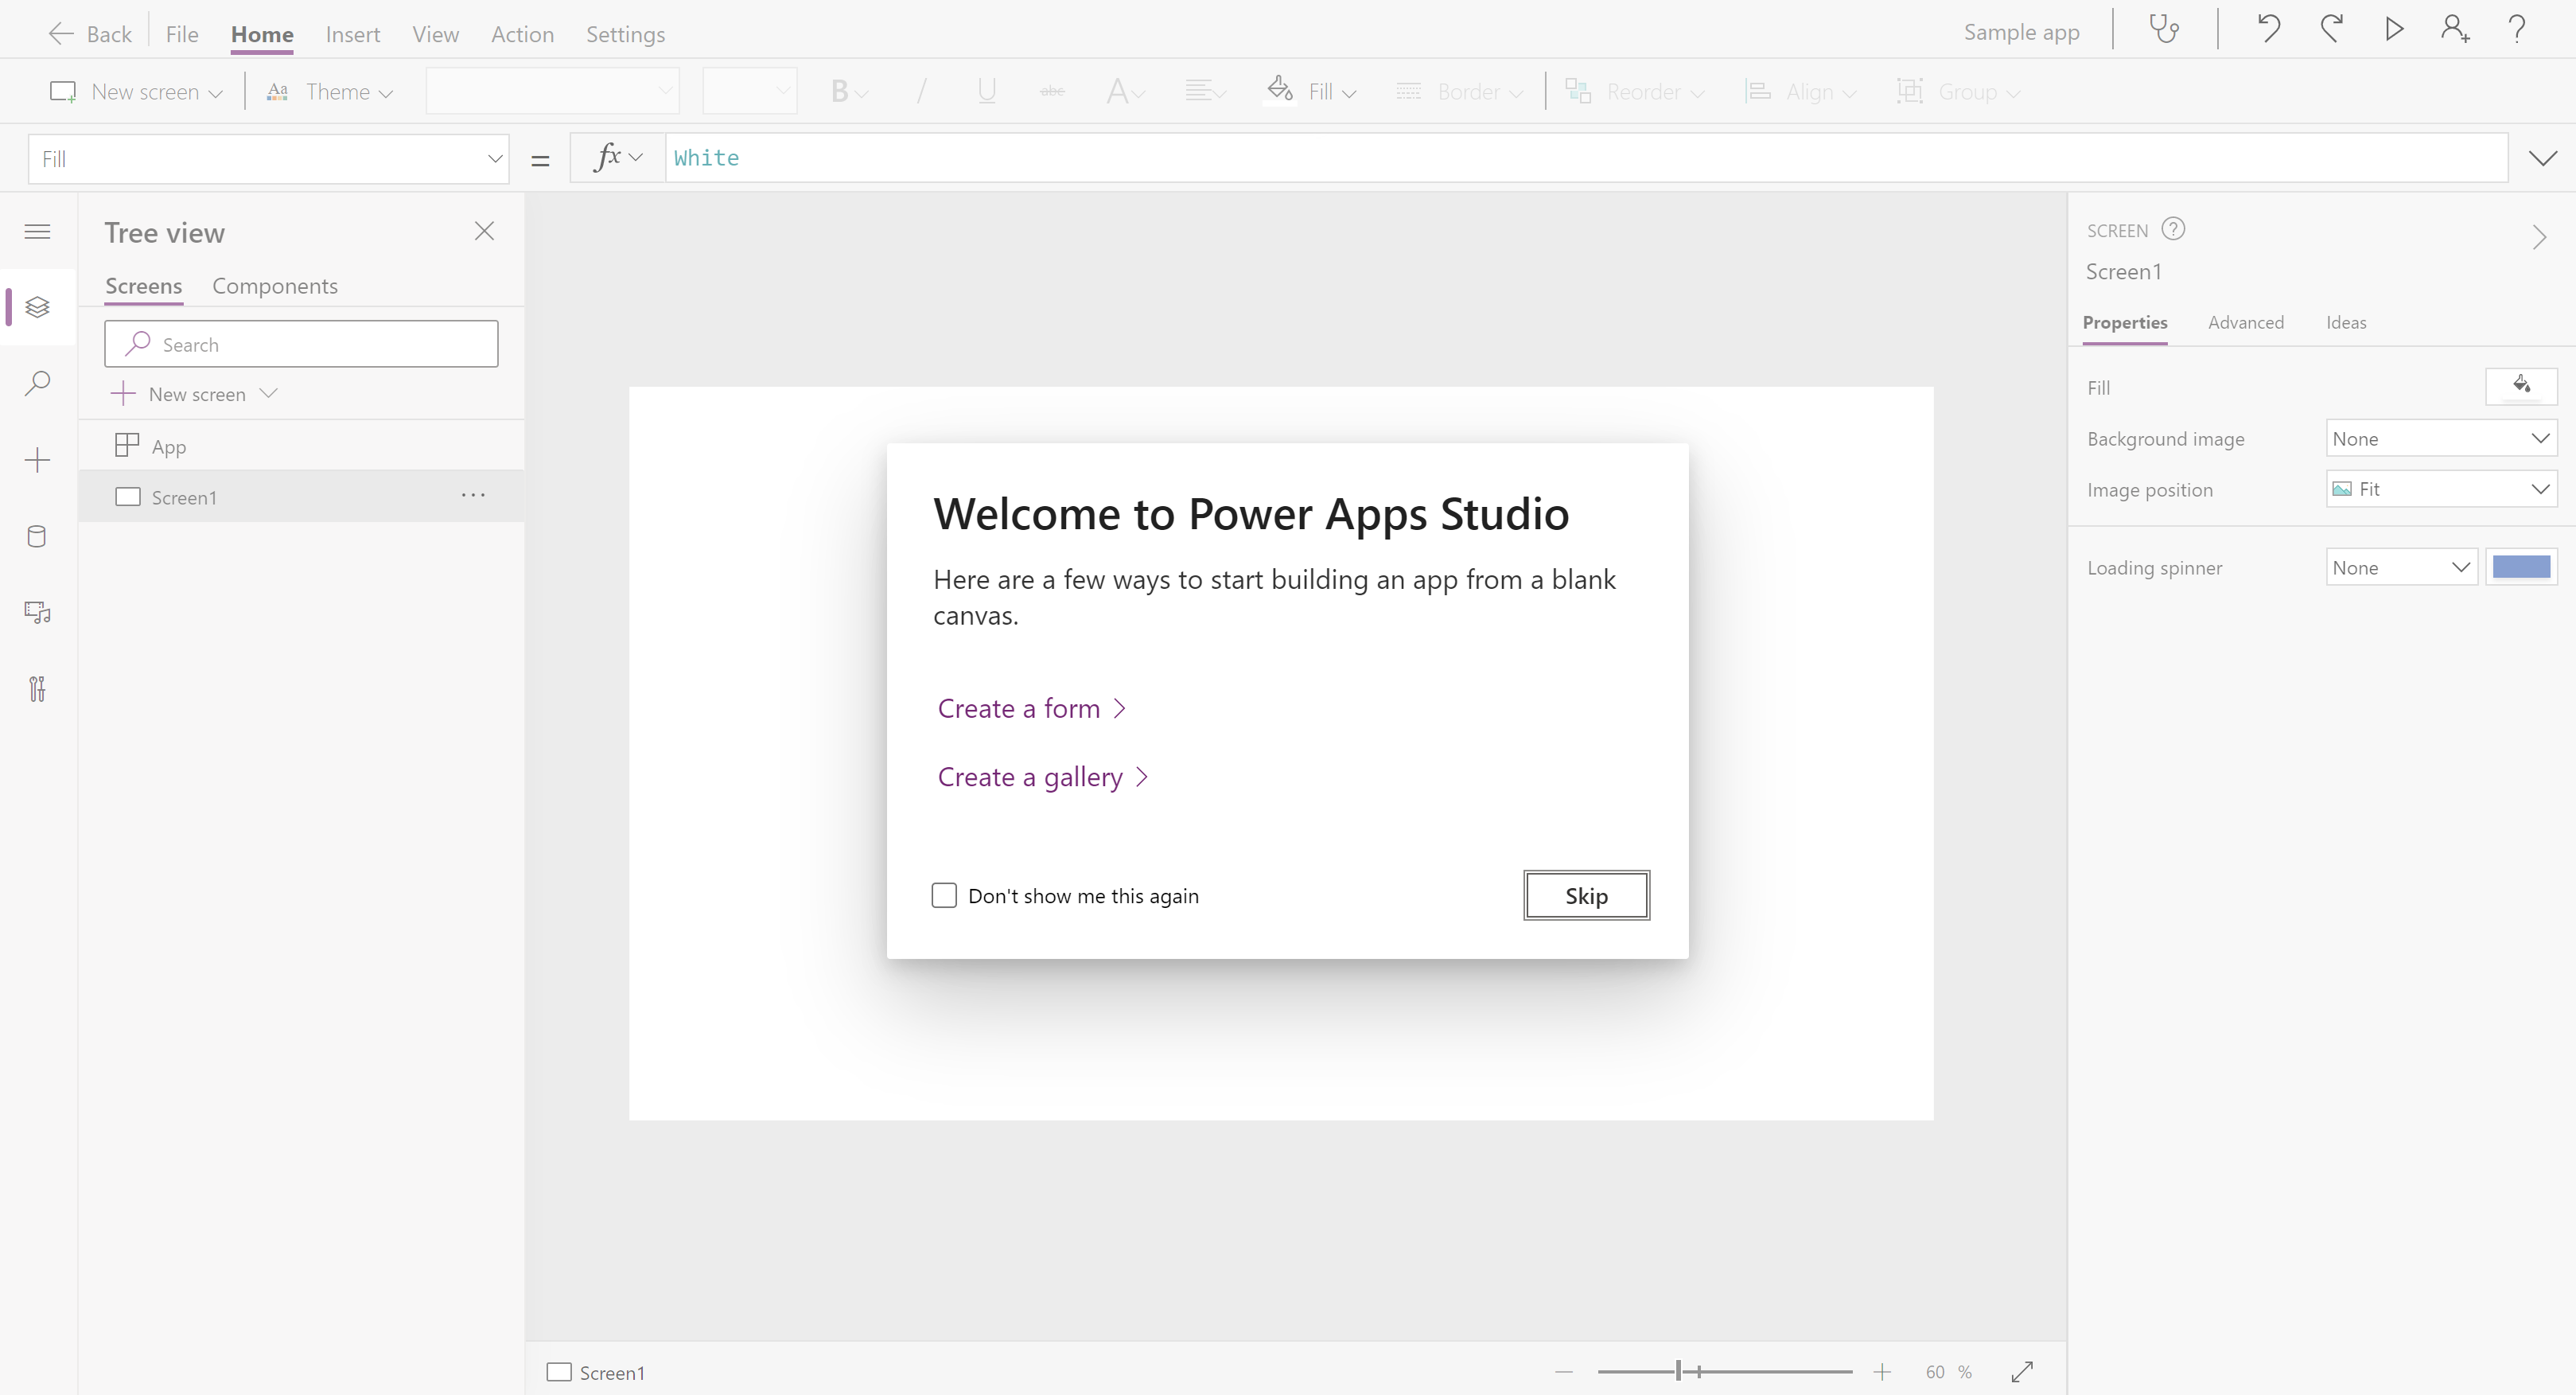 Back File Home Insert View Action Settings Sample app
New screen Aa Theme B / U abc A Fill Border Reorder Align Group
Fill = fx White
Tree view
Screens Components
Search
New screen
App
Screen1
Welcome to Power Apps Studio
Here are a few ways to start building an app from a blank
canvas.
Create a form
Create a gallery
Don't show me this again Skip
SCREEN ?
Screen1
Properties Advanced Ideas
Fill
Background image None
Image position Fit
Loading spinner None
Screen1 60 %